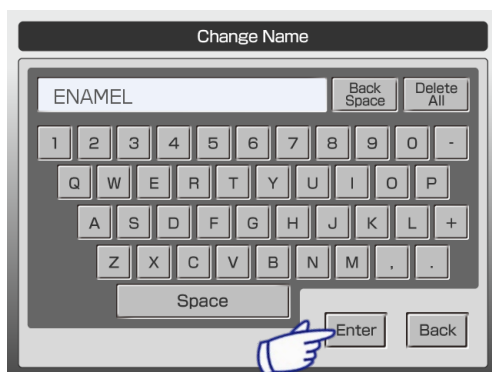 Change Name
ENAMEL
Back Space
Delete All
1 2 3 4 5 6 7 8 9 0 -
Q W E R T Y U I O P
A S D F G H J K L +
Z X C V B N M , .
Space
Enter Back